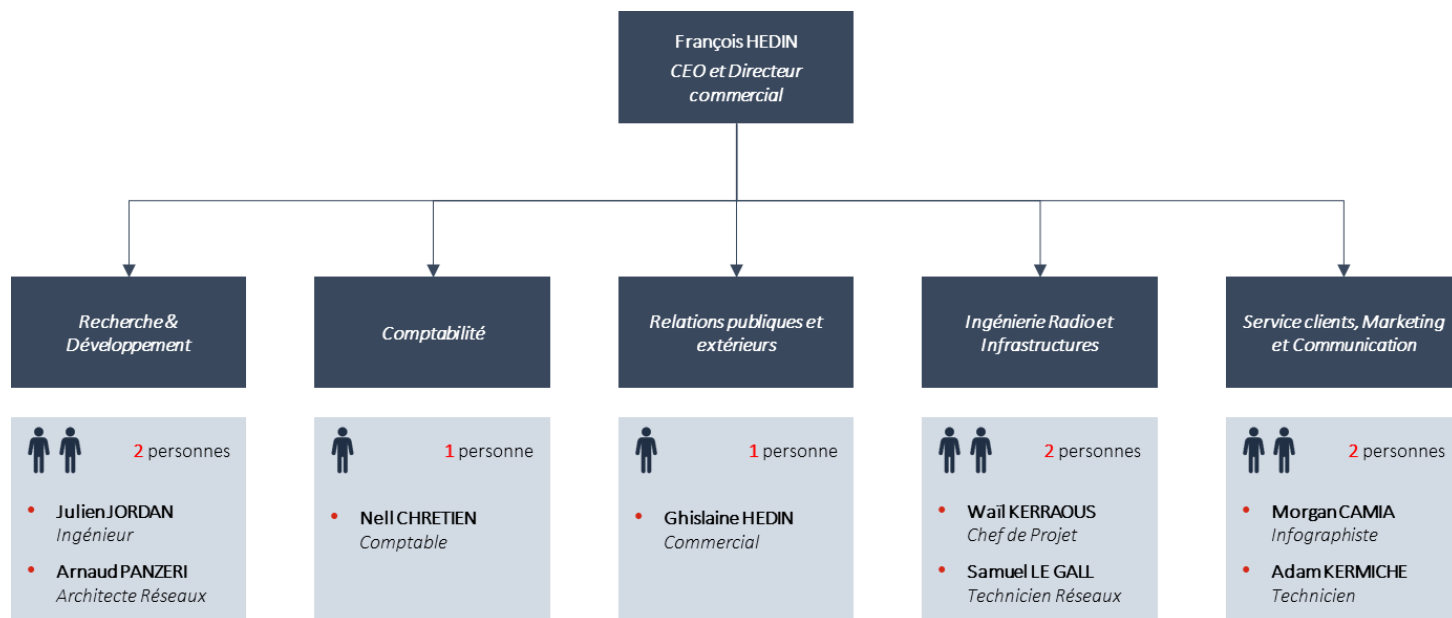 François HEDIN
CEO et Directeur
commercial
Recherche &
Développement
Comptabilité
Relations publiques et
extérieurs
Ingénierie Radio et
Infrastructures
Service clients, Marketing
et Communication
2 personnes
Julien JORDAN
Ingénieur
Arnaud PANZERI
Architecte Réseaux
1 personne
Nell CHRETIEN
Comptable
1 personne
Ghislaine HEDIN
Commercial
2 personnes
Waïl KERRAOUS
Chef de Projet
Samuel LE GALL
Technicien Réseaux
2 personnes
Morgan CAMIA
Infographiste
Adam KERMICHE
Technicien